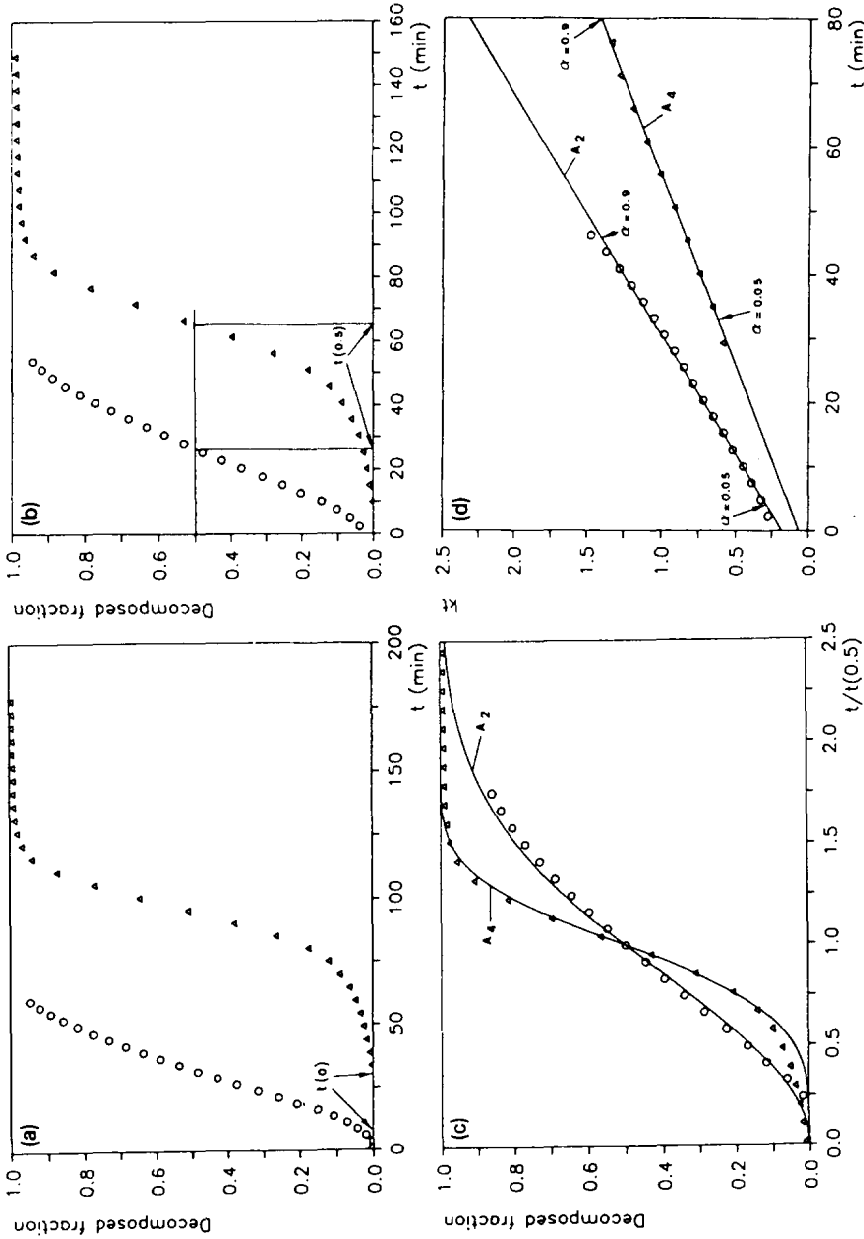 (a)
Decomposed fraction
1.0
0.8
0.6
0.4
0.2
0.0
t(0)
0
50
100
150
200
t (min)
(b)
Decomposed fraction
1.0
0.8
0.6
0.4
0.2
0.0
t(0.5)
0
20
40
60
80
100
120
140
160
t (min)
(c)
Decomposed fraction
1.0
0.8
0.6
0.4
0.2
0.0
A4
A2
0.0
0.5
1.0
1.5
2.0
2.5
t/t(0.5)
(d)
kt
2.5
2.0
1.5
1.0
0.5
0.0
A2
α=0.9
α=0.9
A4
α=0.05
α=0.05
0
20
40
60
80
t (min)